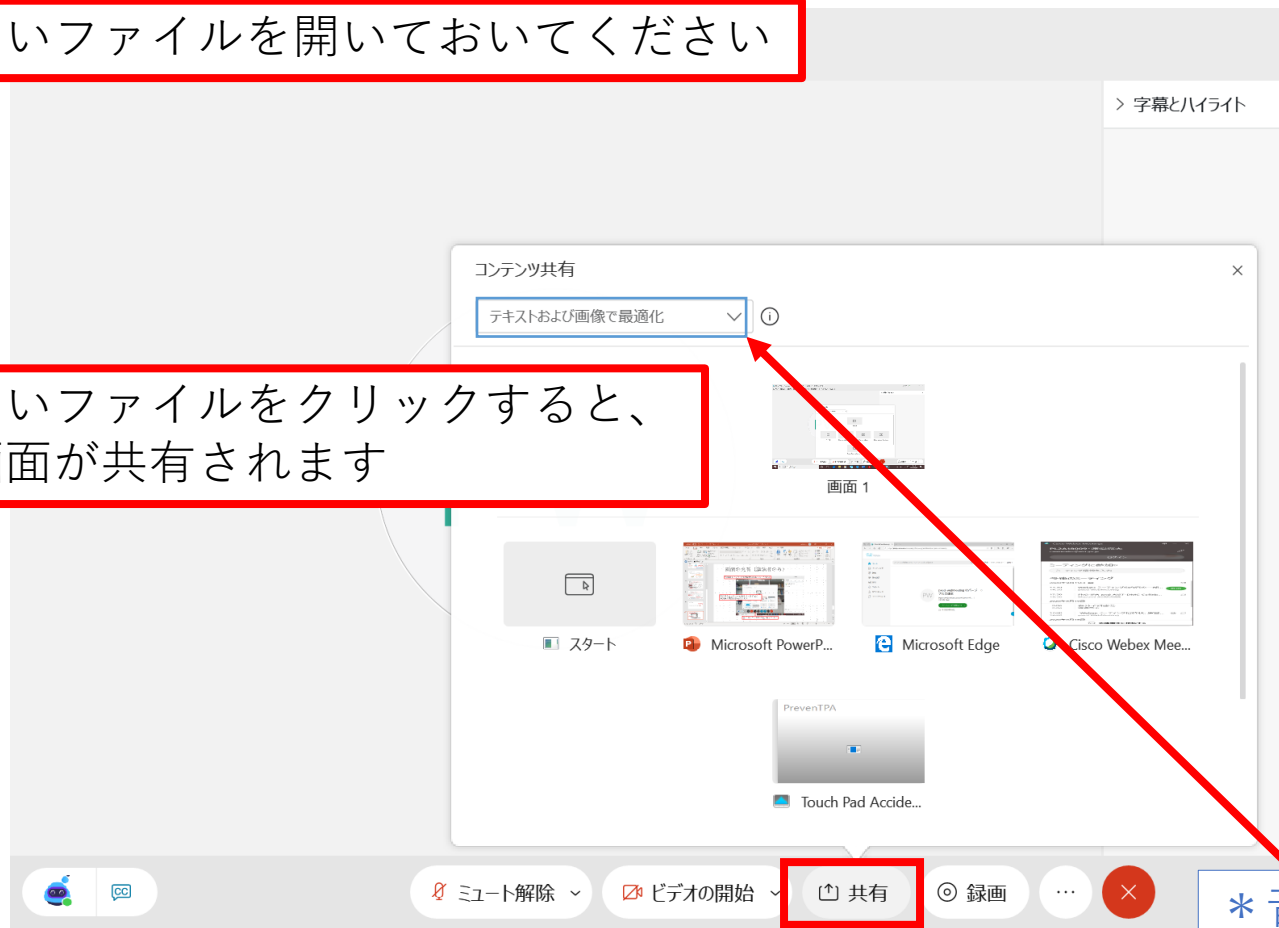 いファイルを開いておいてください
字幕とハイライト
コンテンツ共有
テキストおよび画像で最適化
いファイルをクリックすると、
面が共有されます
画面 1
スタート
Microsoft PowerP...
Microsoft Edge
Cisco Webex Mee...
PrevenTPA
Touch Pad Accide...
CC
ミュート解除
ビデオの開始
共有
録画
...
＊